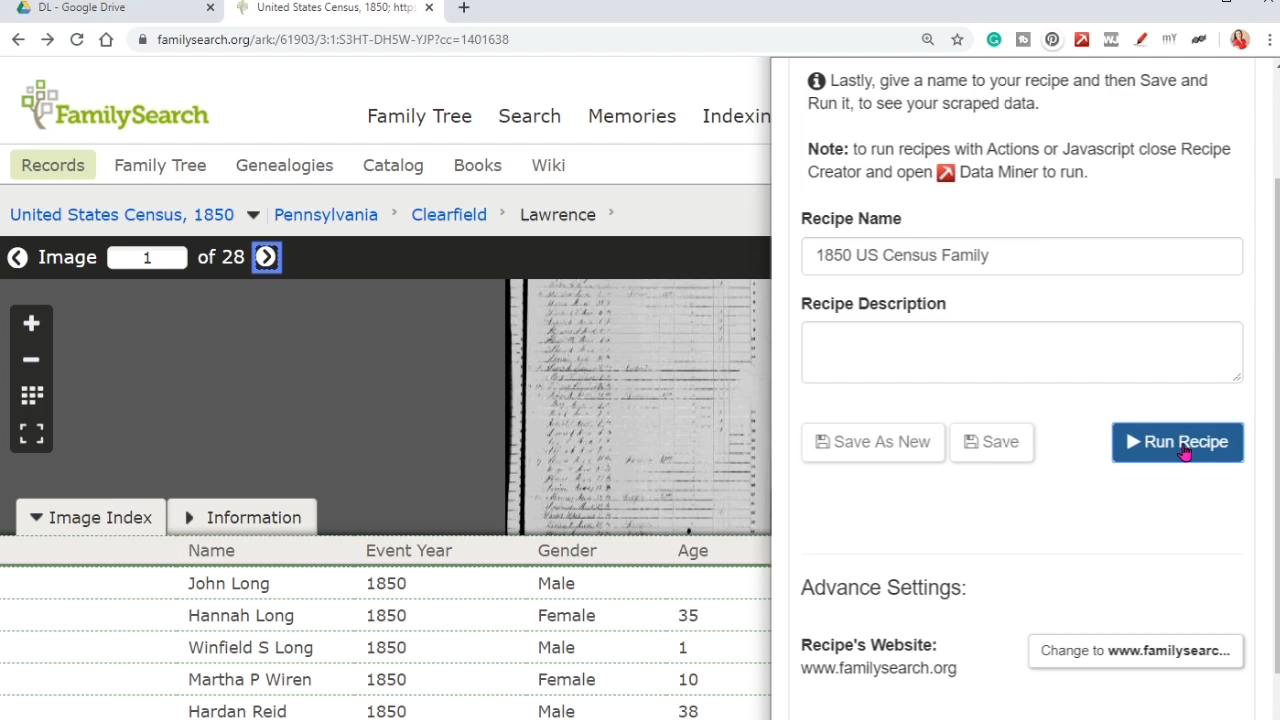 DL - Google Drive
United States Census, 1850; https
familysearch.org/ark:/61903/3:1:S3HT-DH5W-YJP?cc=1401638
FamilySearch
Family Tree Search Memories Indexin
Records Family Tree Genealogies Catalog Books Wiki
United States Census, 1850 Pennsylvania Clearfield Lawrence
Image 1 of 28
Image Index Information
Name Event Year Gender Age
John Long 1850 Male
Hannah Long 1850 Female 35
Winfield S Long 1850 Male 1
Martha P Wiren 1850 Female 10
Hardan Reid 1850 Male 38
Lastly, give a name to your recipe and then Save and
Run it, to see your scraped data.
Note: to run recipes with Actions or Javascript close Recipe
Creator and open Data Miner to run.
Recipe Name
1850 US Census Family
Recipe Description
Save As New Save Run Recipe
Advance Settings:
Recipe's Website:
www.familysearch.org
Change to www.familysearc...